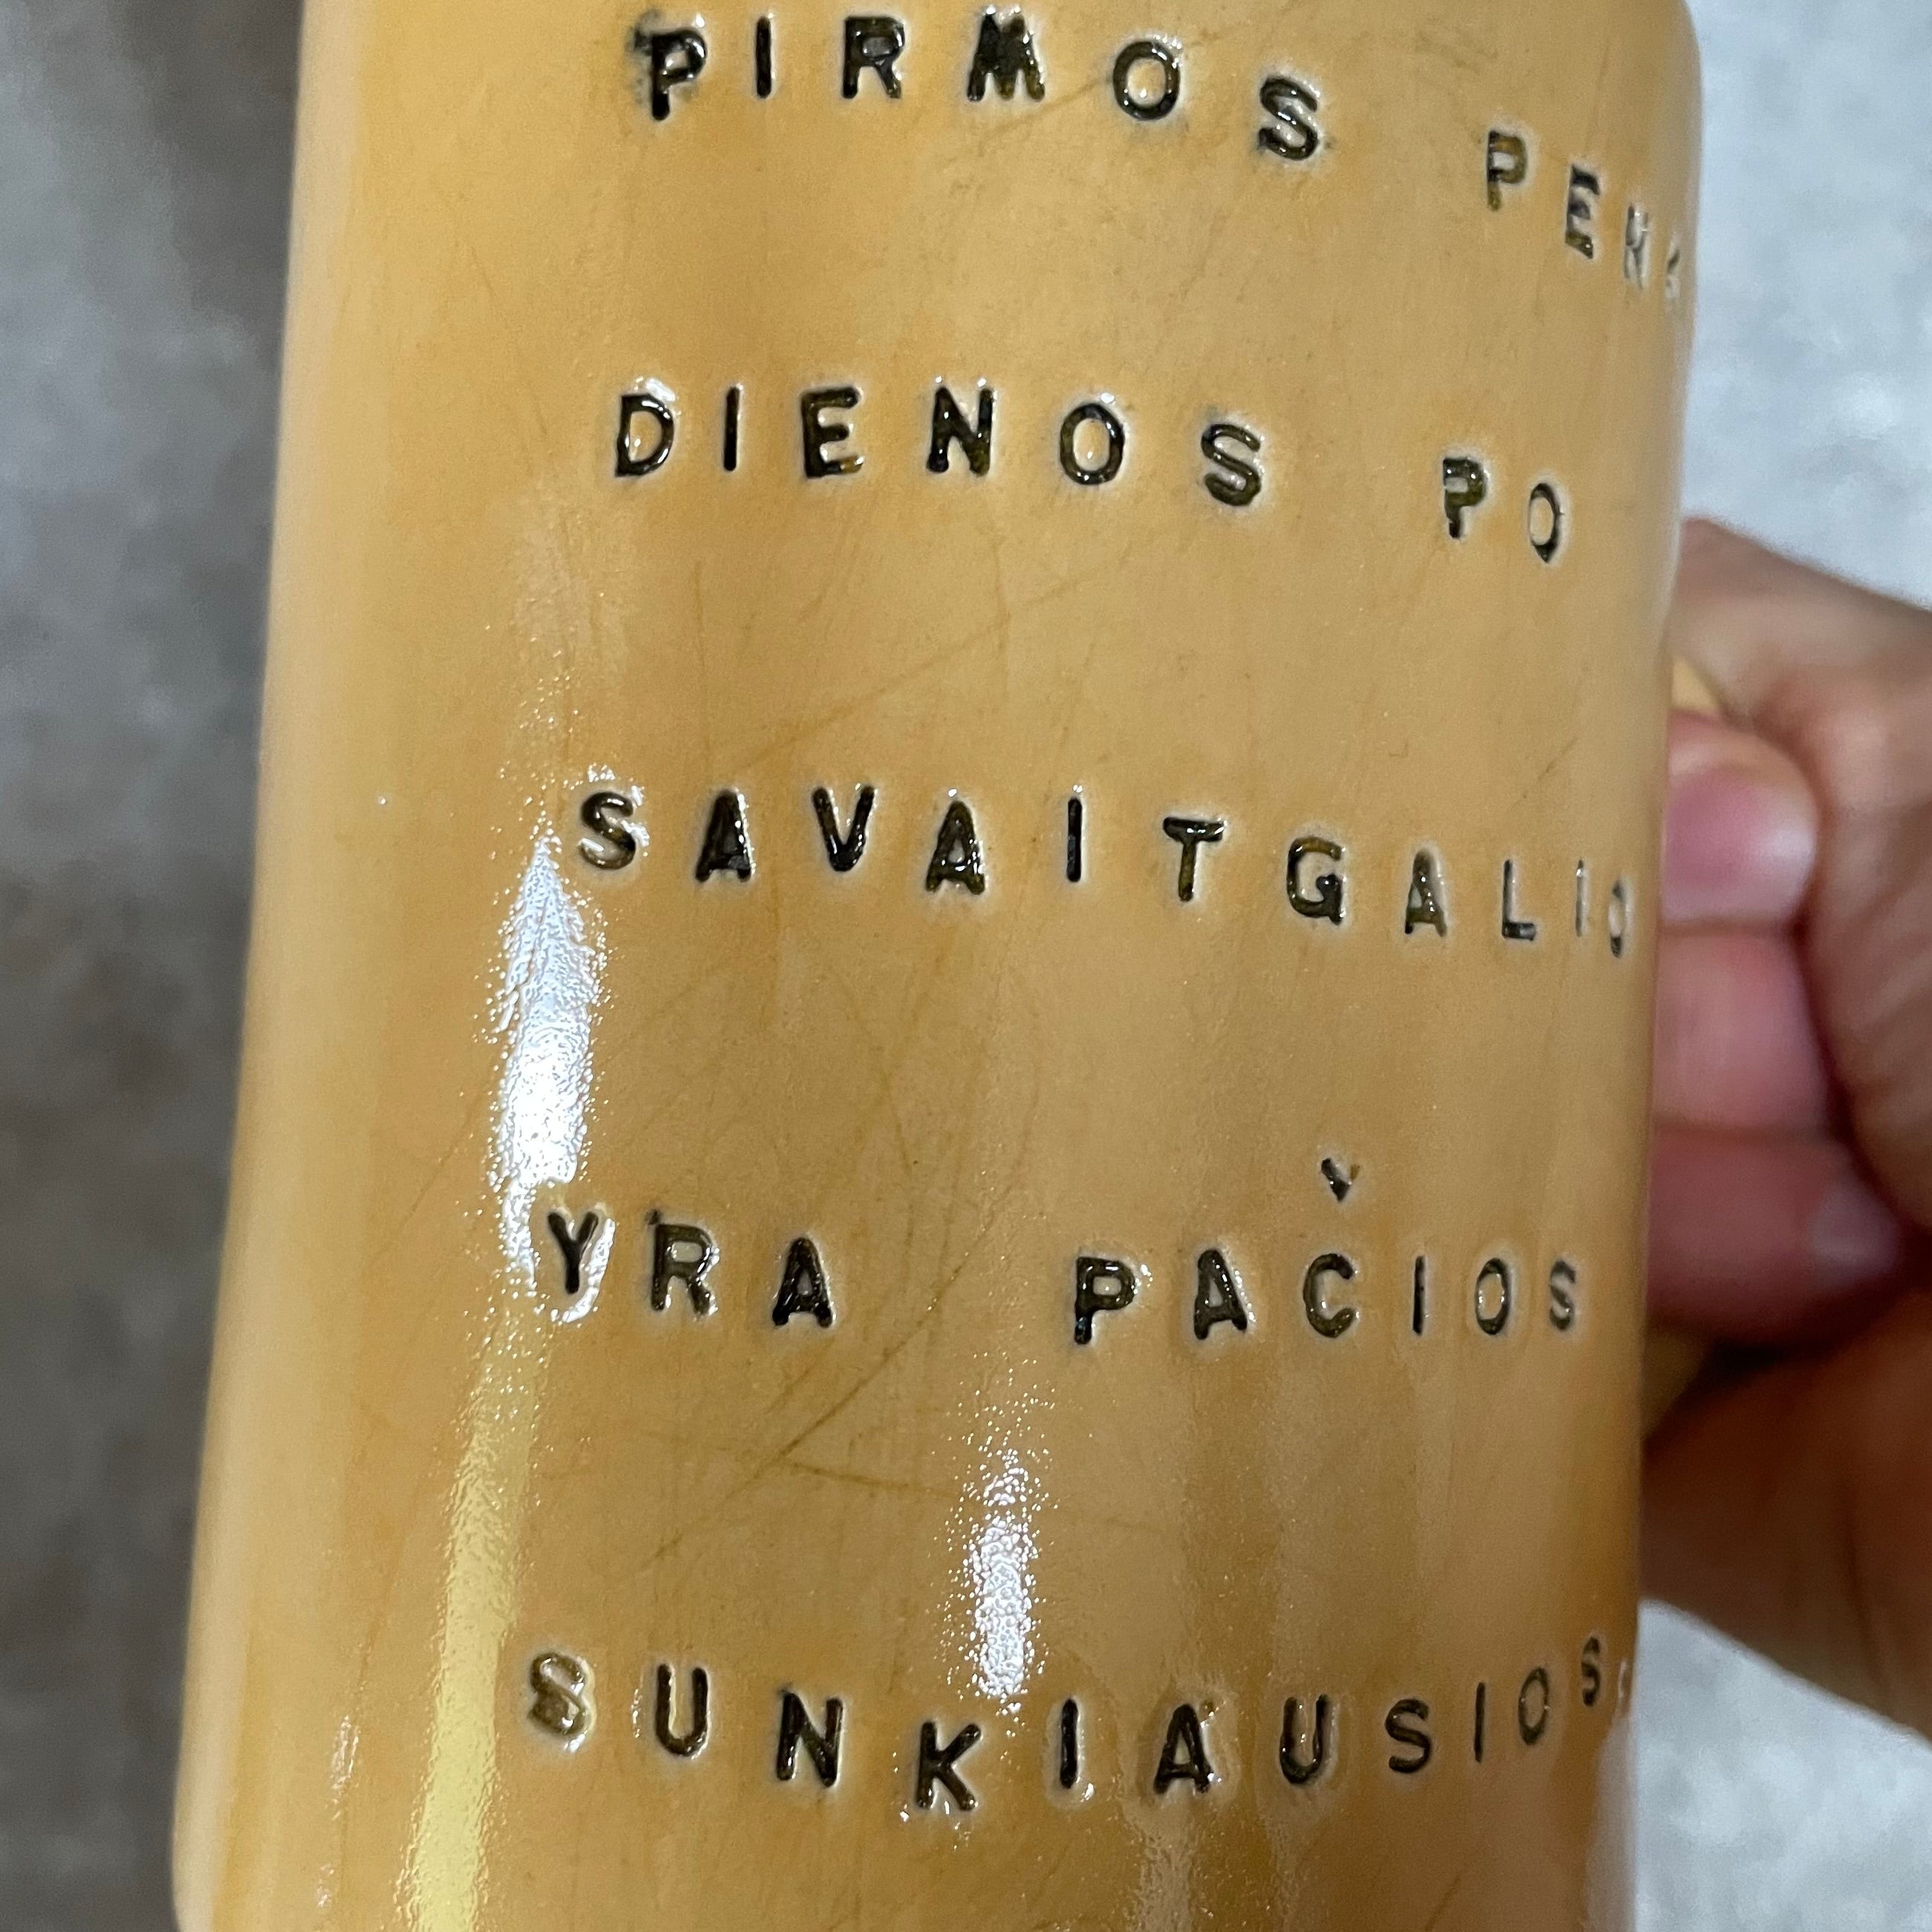 PIRMOS
DIENOS PO
SAVAITGALIO
YRA PAČIOS
SUNKIAUSIOS